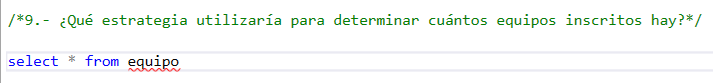 /*9.- ¿Qué estrategia utilizaría para determinar cuántos equipos inscritos hay?*/
select * from equipo